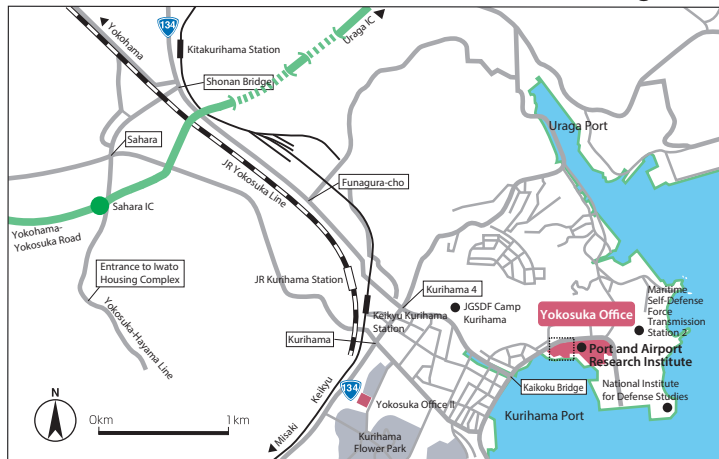 Yokohama
134
Kitakurihama Station
Uraga IC
Shonan Bridge
Uraga Port
Sahara
JR Yokosuka Line
Funagura-cho
Sahara IC
Yokohama-
Yokosuka Road
Entrance to Iwato
Housing Complex
JR Kurihama Station
Kurihama 4
JGSDF Camp
Kurihama
Yokosuka Office
Maritime
Self-Defense
Force
Transmission
Station 2
Yokosuka-Hayama Line
Keikyu Kurihama
Station
Kurihama
Port and Airport
Research Institute
Kaikoku Bridge
National Institute
for Defense Studies
N
0km
1 km
Keikyu
134
Yokosuka Office II
Kurihama Port
Misaki
Kurihama
Flower Park